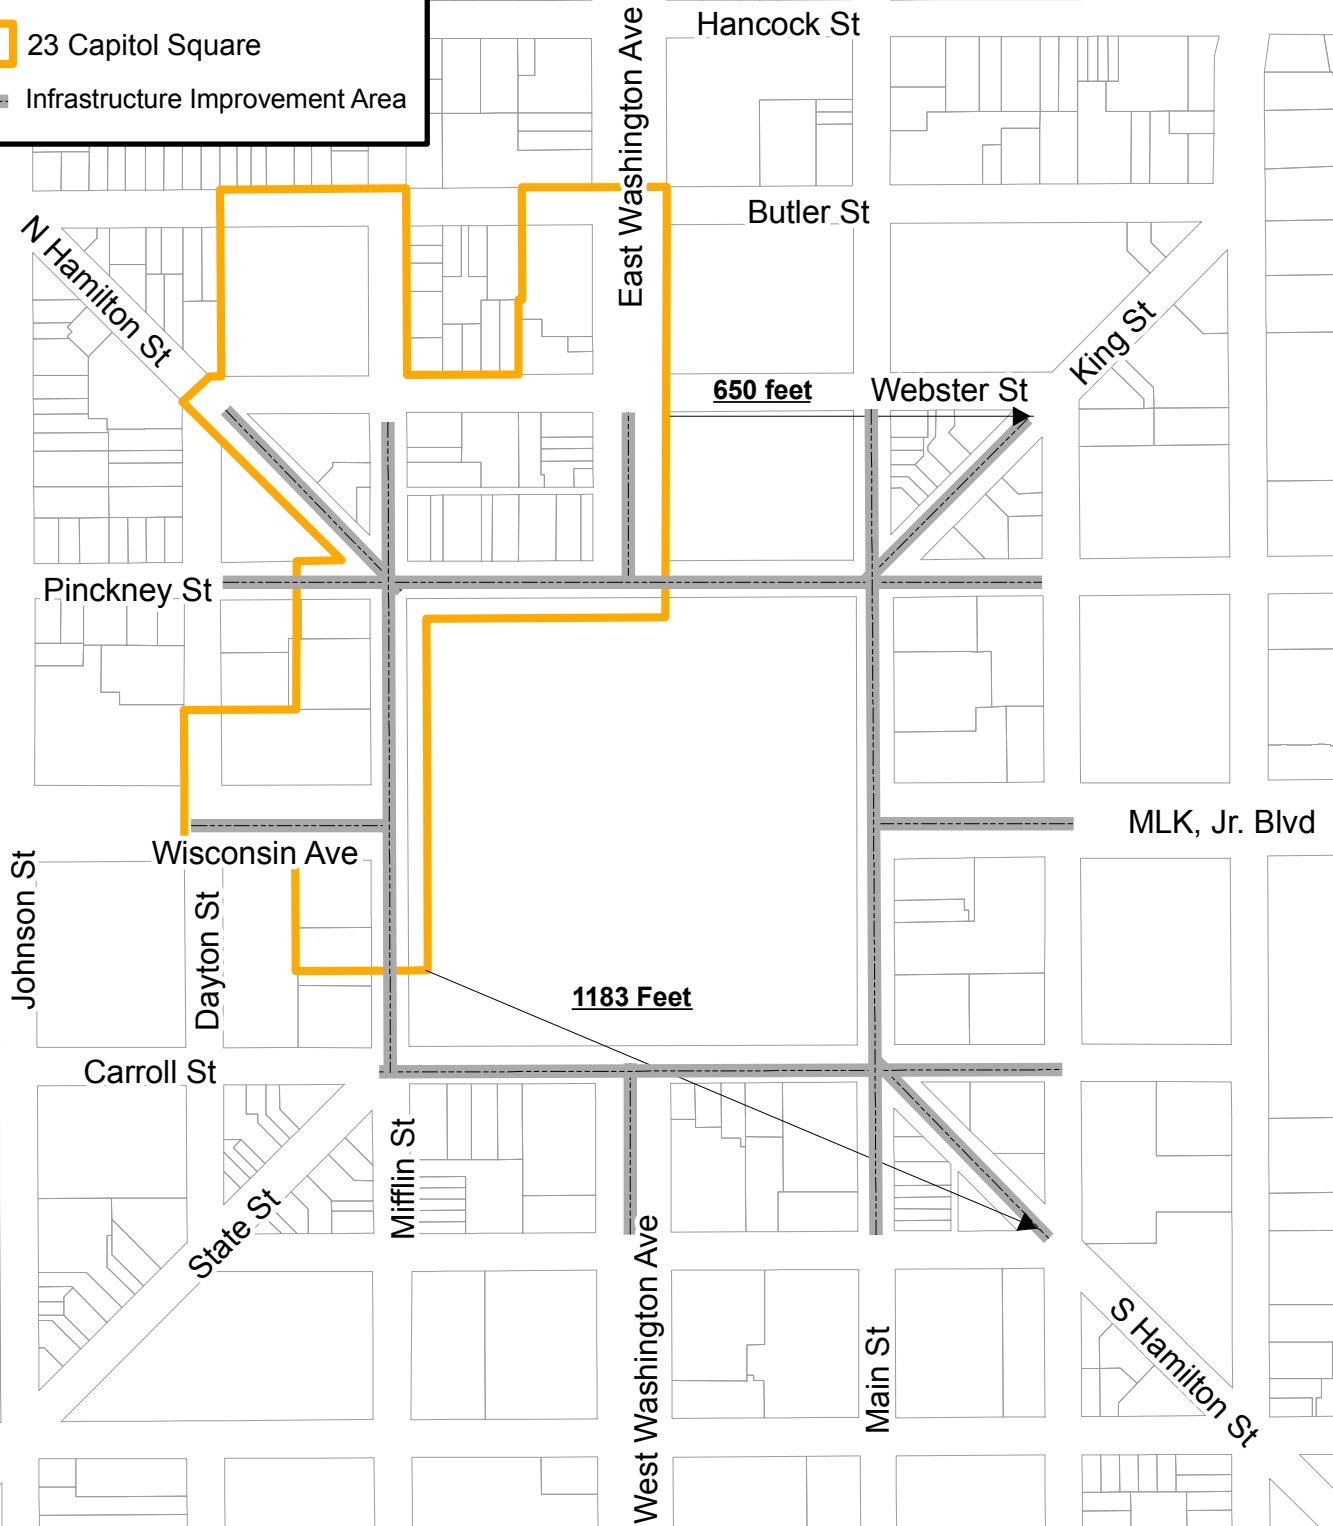 Hancock St
23 Capitol Square
Infrastructure Improvement Area
East Washington Ave
Butler St
N Hamilton St
King St
650 feet
Webster St
Pinckney St
MLK, Jr. Blvd
Wisconsin Ave
Johnson St
Dayton St
1183 Feet
Carroll St
Mifflin St
State St
West Washington Ave
Main St
S Hamilton St